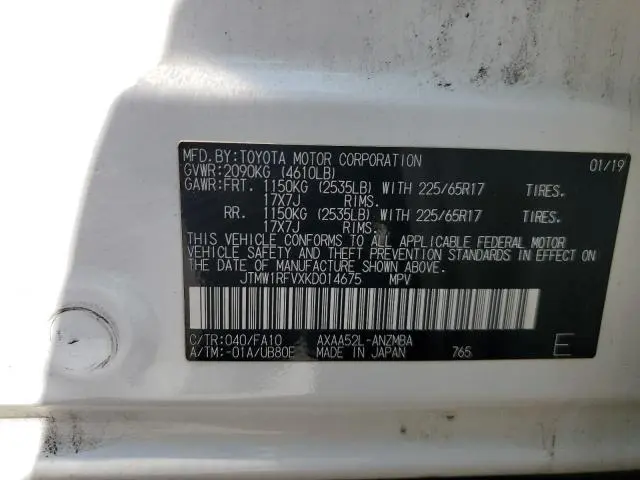 MFD. BY: TOYOTA MOTOR CORPORATION 01/19
GVWR: 2090KG (4610LB)
GAWR: FRT. 1150KG (2535LB) WITH 225/65R17 TIRES.
17X7J RIMS.
RR. 1150KG (2535LB) WITH 225/65R17 TIRES.
17X7J RIMS.
THIS VEHICLE CONFORMS TO ALL APPLICABLE FEDERAL MOTOR
VEHICLE SAFETY AND THEFT PREVENTION STANDARDS IN
EFFECT ON THE DATE OF MANUFACTURE SHOWN ABOVE.
JTMW1RFVXKD014675 MPV
C/TR: 040/FA10 AXAA52L-ANZMBA
A/TM: -01A/UB80E MADE IN JAPAN 765 E